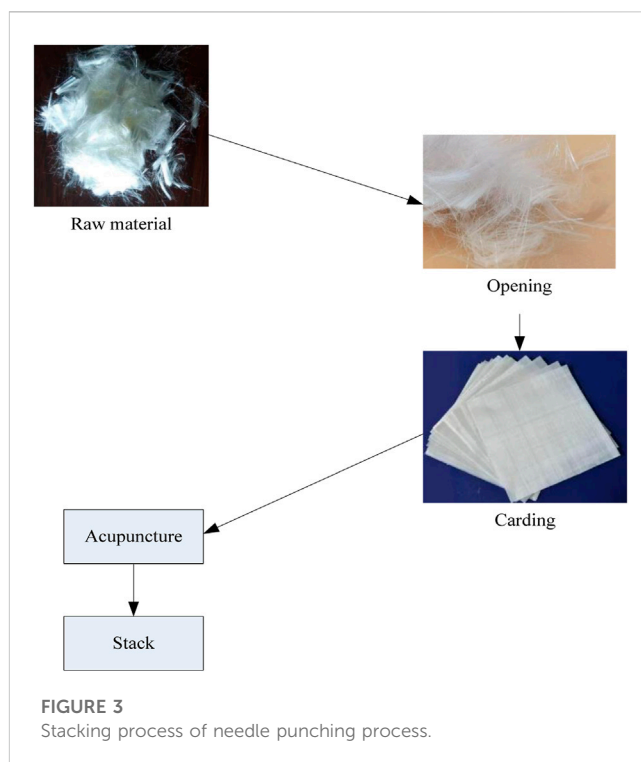 Raw material
Opening
Carding
Acupuncture
Stack
FIGURE 3
Stacking process of needle punching process.